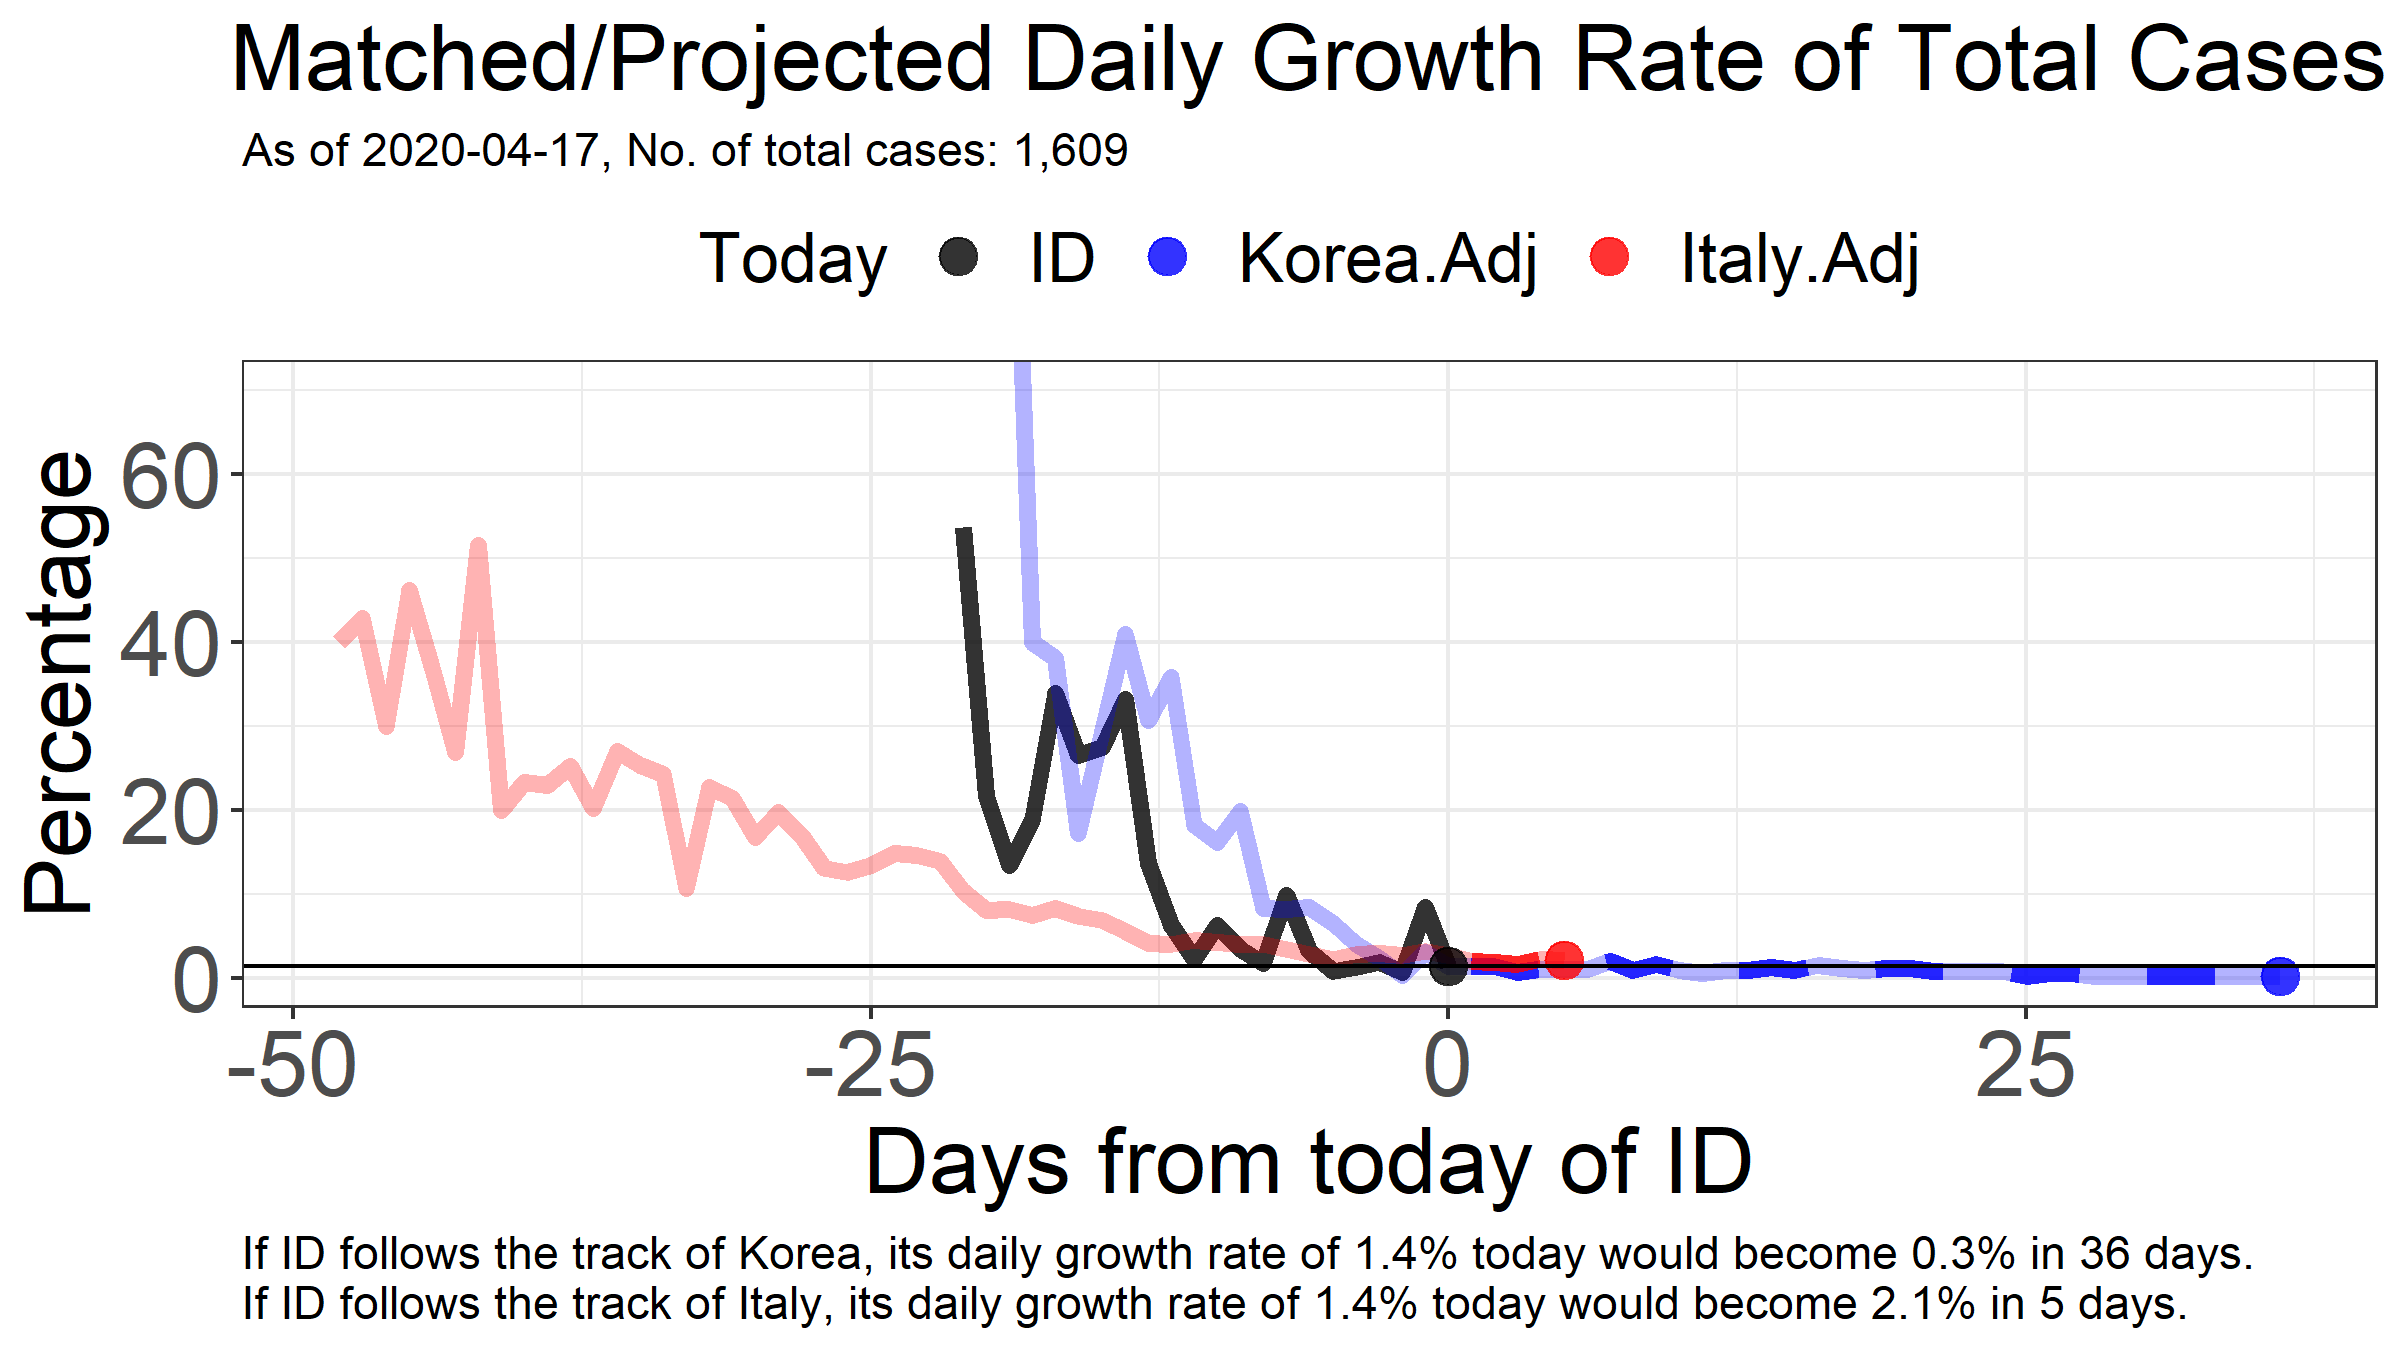 Matched/Projected Daily Growth Rate of Total Cases
As of 2020-04-17, No. of total cases: 1,609
Today ID Korea.Adj Italy.Adj
Percentage
60
40
20
0
-50 -25 0 25
Days from today of ID
If ID follows the track of Korea, its daily growth rate of 1.4% today would become 0.3% in 36 days.
If ID follows the track of Italy, its daily growth rate of 1.4% today would become 2.1% in 5 days.